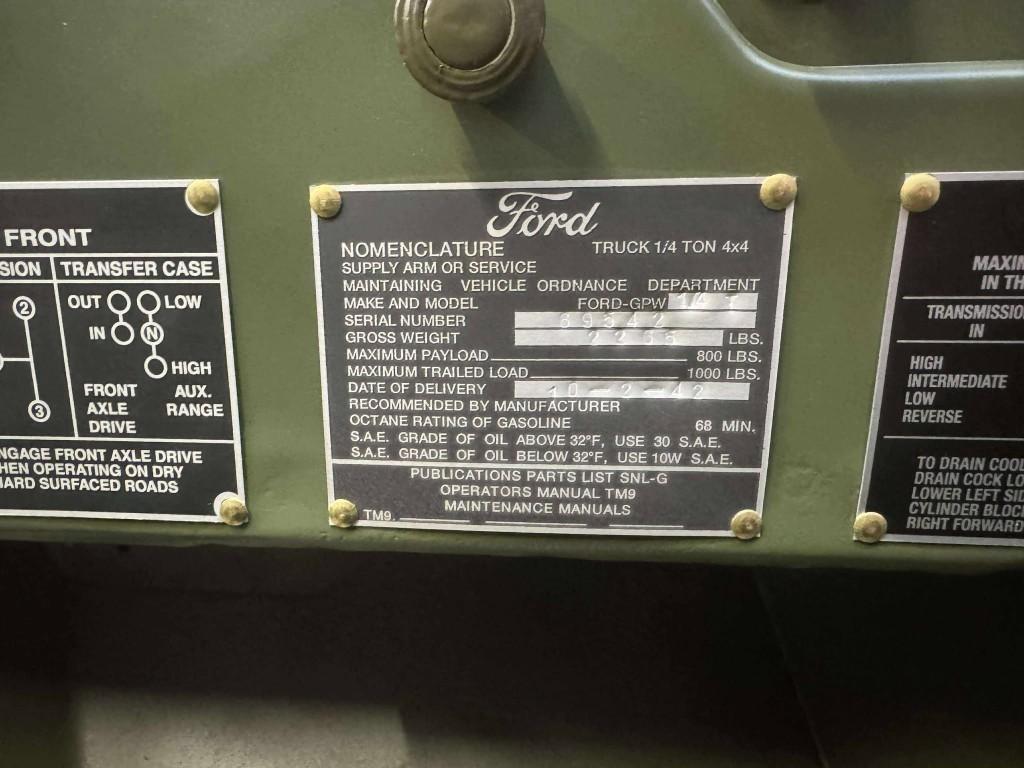 FRONT
SION TRANSFER CASE
2 OUT LOW
IN N
HIGH
3 FRONT AUX.
AXLE RANGE
DRIVE
NGAGE FRONT AXLE DRIVE
HEN OPERATING ON DRY
HARD SURFACED ROADS
Ford
NOMENCLATURE TRUCK 1/4 TON 4x4
SUPPLY ARM OR SERVICE
MAINTAINING VEHICLE ORDNANCE DEPARTMENT
MAKE AND MODEL FORD-GPW 14 T
SERIAL NUMBER
GROSS WEIGHT LBS.
MAXIMUM PAYLOAD 800 LBS.
MAXIMUM TRAILED LOAD 1000 LBS.
DATE OF DELIVERY 10-2-42
RECOMMENDED BY MANUFACTURER
OCTANE RATING OF GASOLINE 68 MIN.
S.A.E. GRADE OF OIL ABOVE 32°F, USE 30 S.A.E.
S.A.E. GRADE OF OIL BELOW 32°F, USE 10W S.A.E.
PUBLICATIONS PARTS LIST SNL-G
OPERATORS MANUAL TM9
MAINTENANCE MANUALS
TM9.
MAXIM
IN TH
TRANSMISSION
IN
HIGH
INTERMEDIATE
LOW
REVERSE
TO DRAIN COOL
DRAIN COCK LO
LOWER LEFT SID
CYLINDER BLOC
RIGHT FORWARD